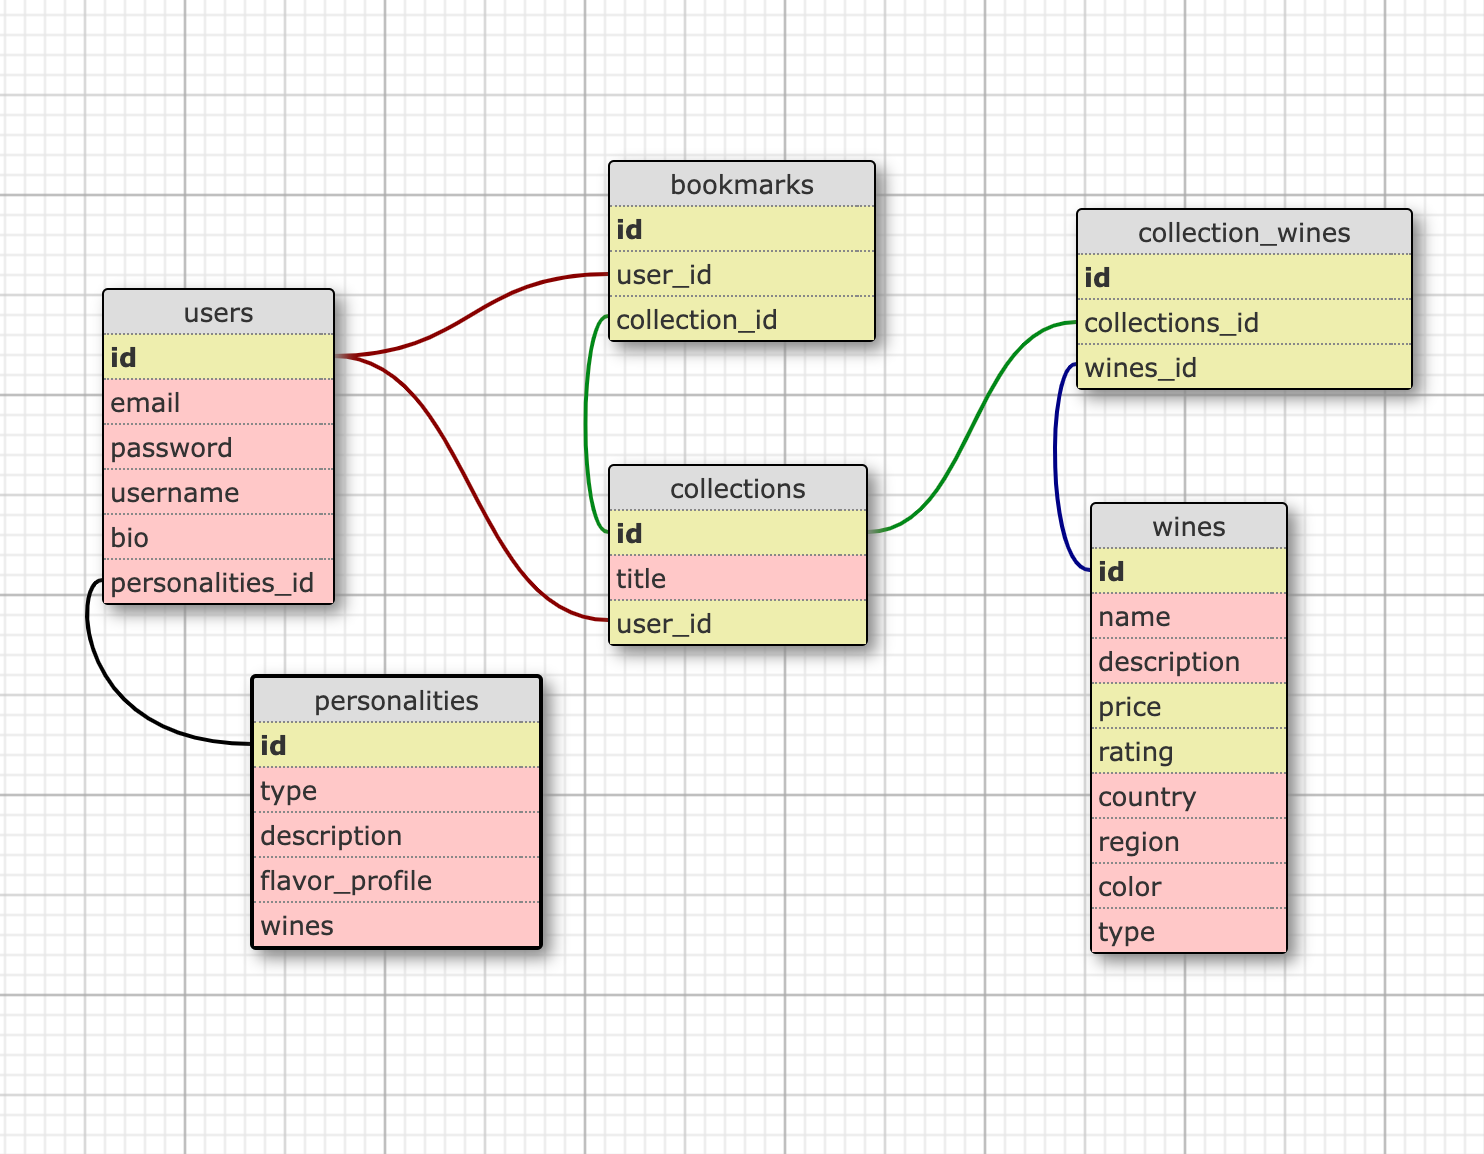 users
id
email
password
username
bio
personalities_id
personalities
id
type
description
flavor_profile
wines
bookmarks
id
user_id
collection_id
collections
id
title
user_id
collection_wines
id
collections_id
wines_id
wines
id
name
description
price
rating
country
region
color
type